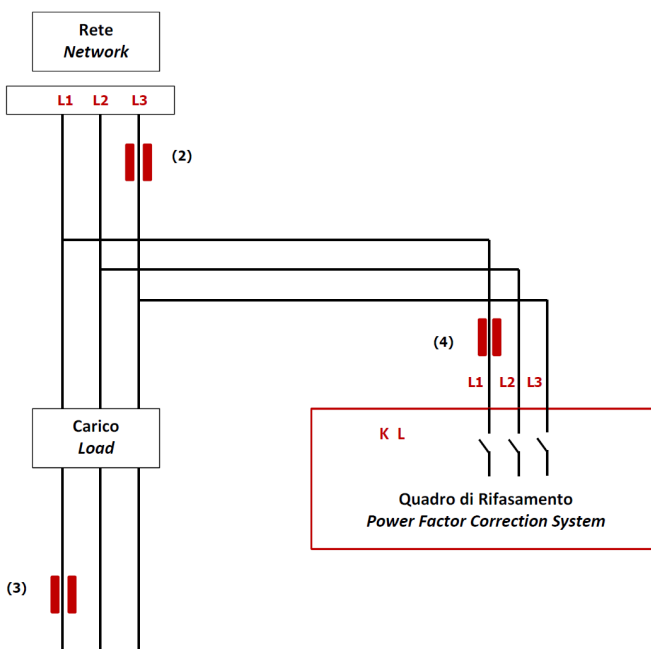 Rete
Network
L1 L2 L3
(2)
(4)
L1 L2 L3
Carico
Load
K L
Quadro di Rifasamento
Power Factor Correction System
(3)